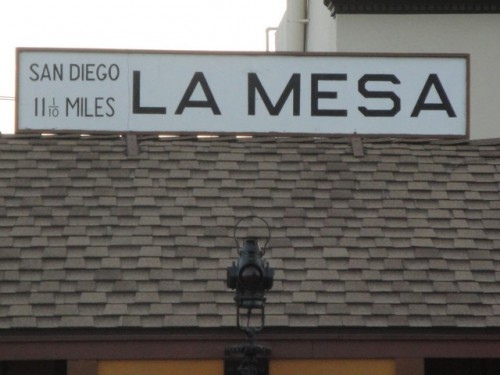 SAN DIEGO
11 1/10 MILES
LA MESA